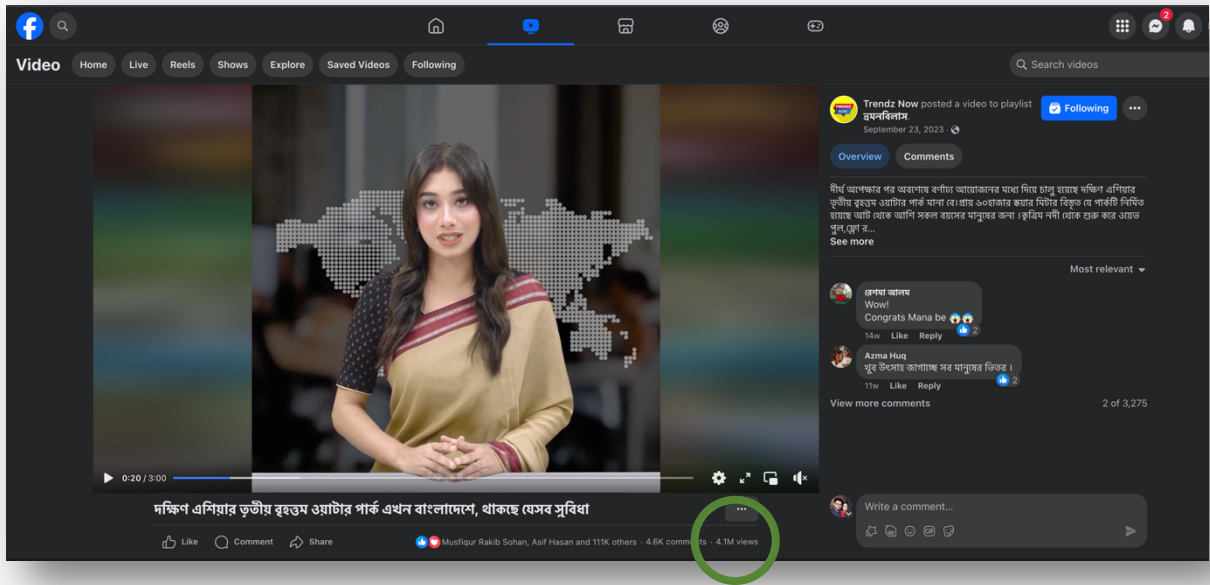 2
Video
Home
Live
Reels
Shows
Explore
Saved Videos
Following
Search videos
Trendz Now posted a video to playlist
ভ্রমনবিলাস.
September 23, 2023
Following
Overview
Comments
দীর্ঘ অপেক্ষার পর অবশেষে বর্ণাঢ্য আয়োজনের মধ্য দিয়ে চালু হয়েছে দক্ষিণ এশিয়ার
তৃতীয় বৃহত্তম ওয়াটার পার্ক মানা বে।প্রায় ৬০হাজার স্কয়ার মিটার বিস্তৃত যে পার্কটি নির্মিত
হয়েছে আট থেকে আশি সকল বয়সের মানুষের জন্য ।কৃত্রিম নদী থেকে শুরু করে ওয়েভ
পুল,ফ্লো র...
See more
Most relevant
রেশমা আলম
Wow!
Congrats Mana be 😱😱
2
14w Like Reply
Azma Huq
খুব উৎসাহ জাগাচ্ছে সব মানুষের ভিতর ।
2
11w Like Reply
View more comments
2 of 3,275
0:20 / 3:00
দক্ষিণ এশিয়ার তৃতীয় বৃহত্তম ওয়াটার পার্ক এখন বাংলাদেশে, থাকছে যেসব সুবিধা
Like
Comment
Share
Musfiqur Rakib Sohan, Asif Hasan and 111K others · 4.6K comments · 4.1M views
Write a comment...
GIF